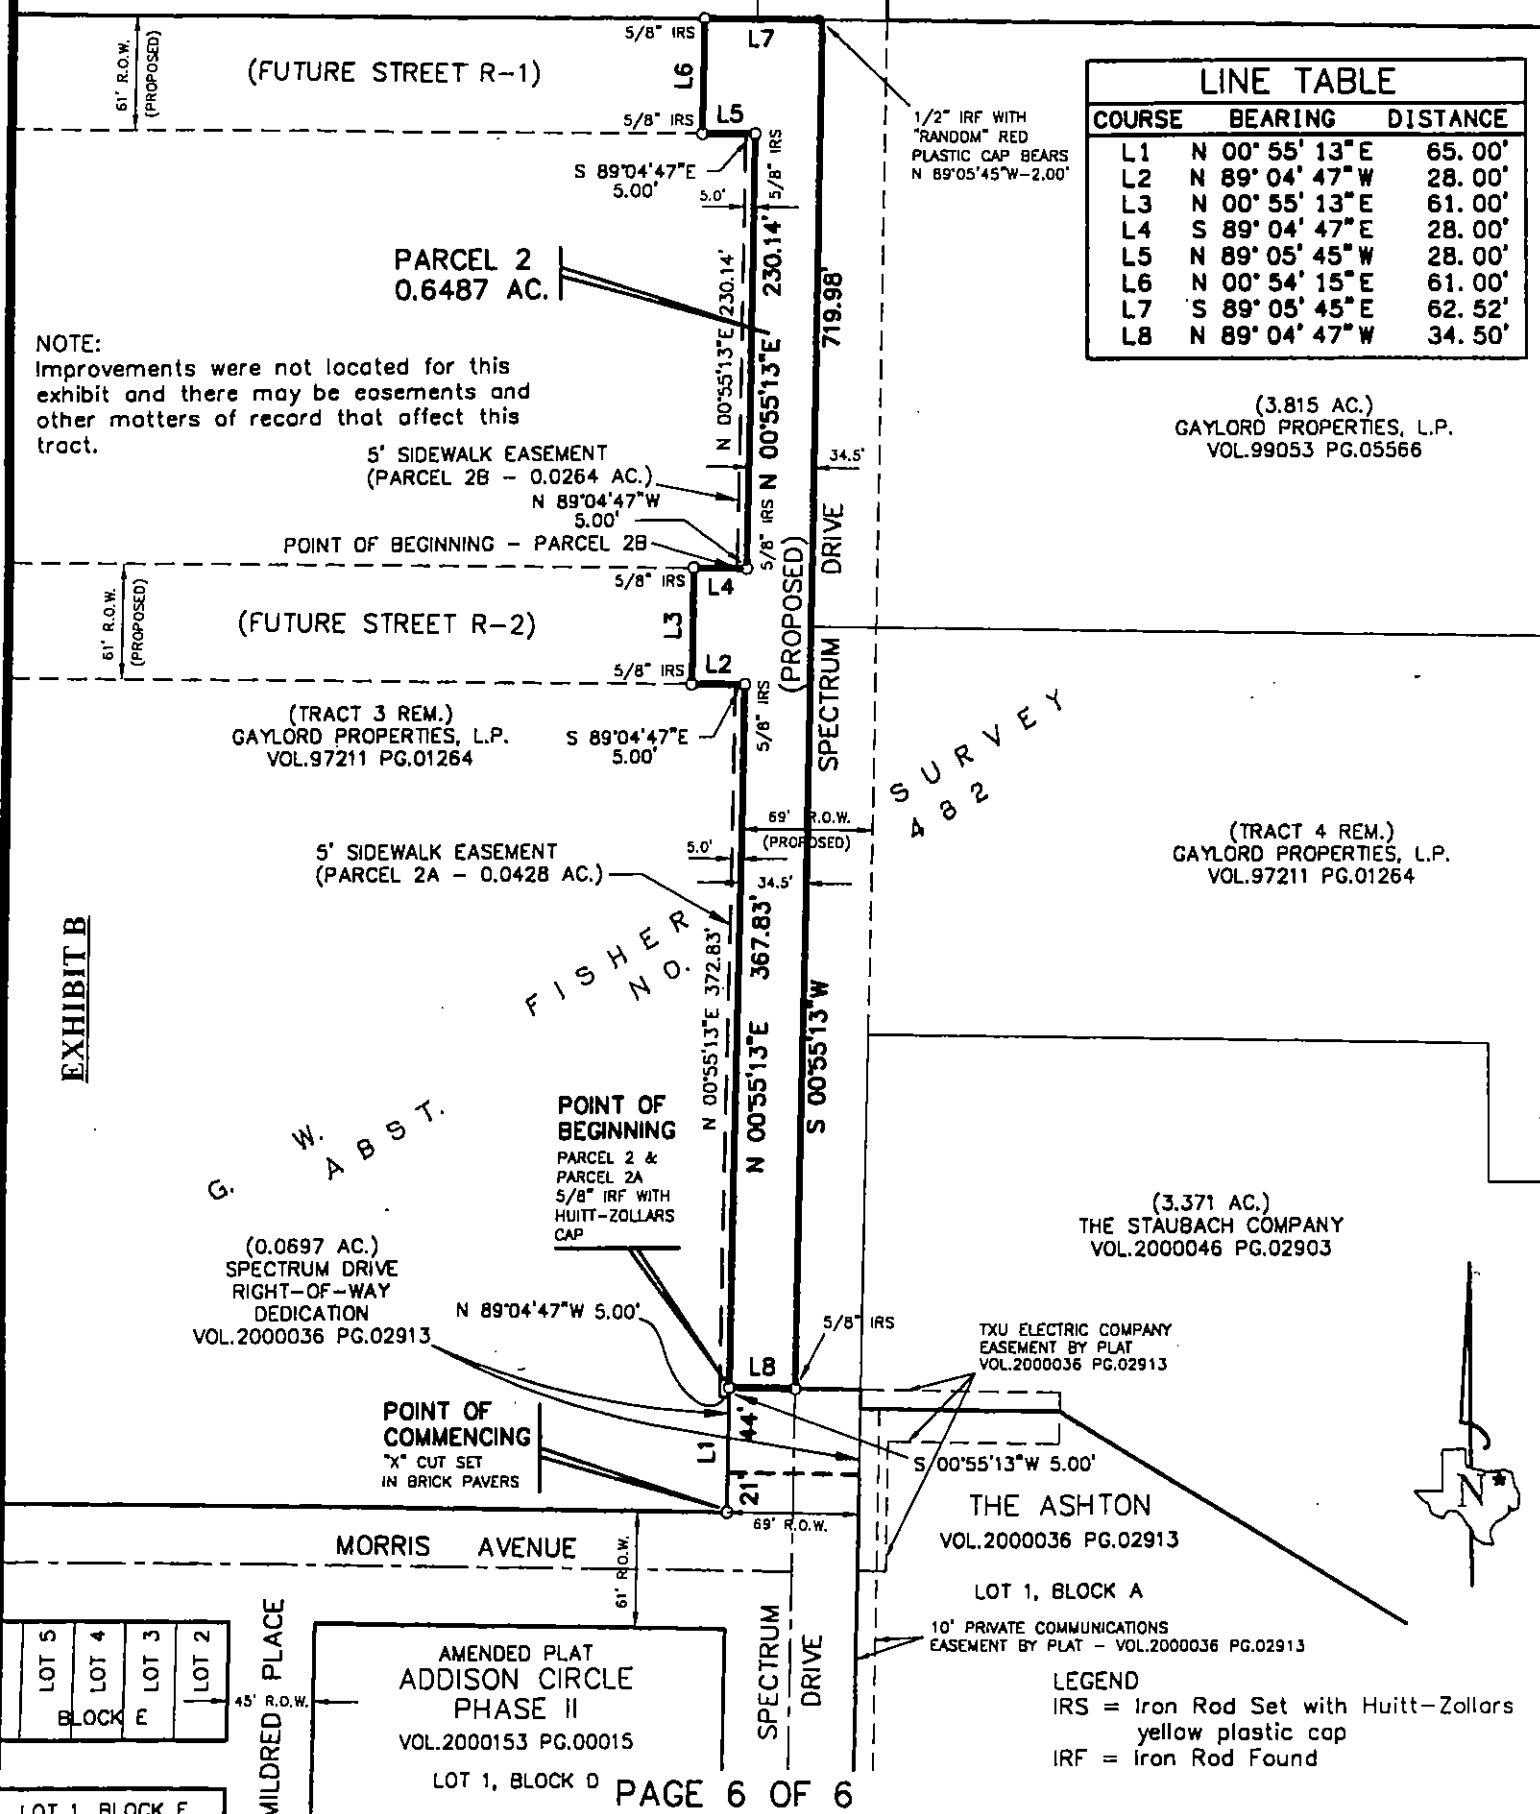 61' R.O.W.
(PROPOSED)
(FUTURE STREET R-1)
5/8" IRS
L7
L6
5/8" IRS
L5
5/8" IRS
S 89°04'47"E
5.00'
5.0'
1/2" IRF WITH
"RANDOM" RED
PLASTIC CAP BEARS
N 89°05'45"W-2.00'
LINE TABLE
COURSE BEARING DISTANCE
L1 N 00° 55' 13" E 65.00'
L2 N 89° 04' 47" W 28.00'
L3 N 00° 55' 13" E 61.00'
L4 S 89° 04' 47" E 28.00'
L5 N 89° 05' 45" W 28.00'
L6 N 00° 54' 15" E 61.00'
L7 S 89° 05' 45" E 62.52'
L8 N 89° 04' 47" W 34.50'
PARCEL 2
0.6487 AC.
N 00°55'13"E 230.14'
N 00°55'13"E 230.14'
719.98'
NOTE:
Improvements were not located for this
exhibit and there may be easements and
other matters of record that affect this
tract.
(3.815 AC.)
GAYLORD PROPERTIES, L.P.
VOL.99053 PG.05566
5' SIDEWALK EASEMENT
(PARCEL 2B - 0.0264 AC.)
N 89°04'47"W
5.00'
34.5'
POINT OF BEGINNING - PARCEL 2B
5/8" IRS
5/8" IRS
L4
61' R.O.W.
(PROPOSED)
(FUTURE STREET R-2)
L3
5/8" IRS
L2
5/8" IRS
(PROPOSED)
SPECTRUM DRIVE
(TRACT 3 REM.)
GAYLORD PROPERTIES, L.P.
VOL.97211 PG.01264
S 89°04'47"E
5.00'
SURVEY
482
69' R.O.W.
(PROPOSED)
(TRACT 4 REM.)
GAYLORD PROPERTIES, L.P.
VOL.97211 PG.01264
5' SIDEWALK EASEMENT
(PARCEL 2A - 0.0428 AC.)
5.0'
34.5'
EXHIBIT B
FISHER
NO.
N 00°55'13"E 372.83'
N 00°55'13"E 367.83'
S 00°55'13"W
G. W.
ABST.
POINT OF
BEGINNING
PARCEL 2 &
PARCEL 2A
5/8" IRF WITH
HUITT-ZOLLARS
CAP
(3.371 AC.)
THE STAUBACH COMPANY
VOL.2000046 PG.02903
(0.0697 AC.)
SPECTRUM DRIVE
RIGHT-OF-WAY
DEDICATION
VOL.2000036 PG.02913
N 89°04'47"W 5.00'
5/8" IRS
TXU ELECTRIC COMPANY
EASEMENT BY PLAT
VOL.2000036 PG.02913
L8
POINT OF
COMMENCING
"X" CUT SET
IN BRICK PAVERS
L1
44'
21'
S 00°55'13"W 5.00'
69' R.O.W.
THE ASHTON
VOL.2000036 PG.02913
LOT 1, BLOCK A
N
MORRIS AVENUE
61' R.O.W.
10' PRIVATE COMMUNICATIONS
EASEMENT BY PLAT - VOL.2000036 PG.02913
LOT 5
LOT 4
LOT 3
LOT 2
BLOCK E
45' R.O.W.
MILDRED PLACE
AMENDED PLAT
ADDISON CIRCLE
PHASE II
VOL.2000153 PG.00015
LOT 1, BLOCK D
SPECTRUM
DRIVE
LEGEND
IRS = Iron Rod Set with Huitt-Zollars
yellow plastic cap
IRF = Iron Rod Found
LOT 1, BLOCK F
PAGE 6 OF 6